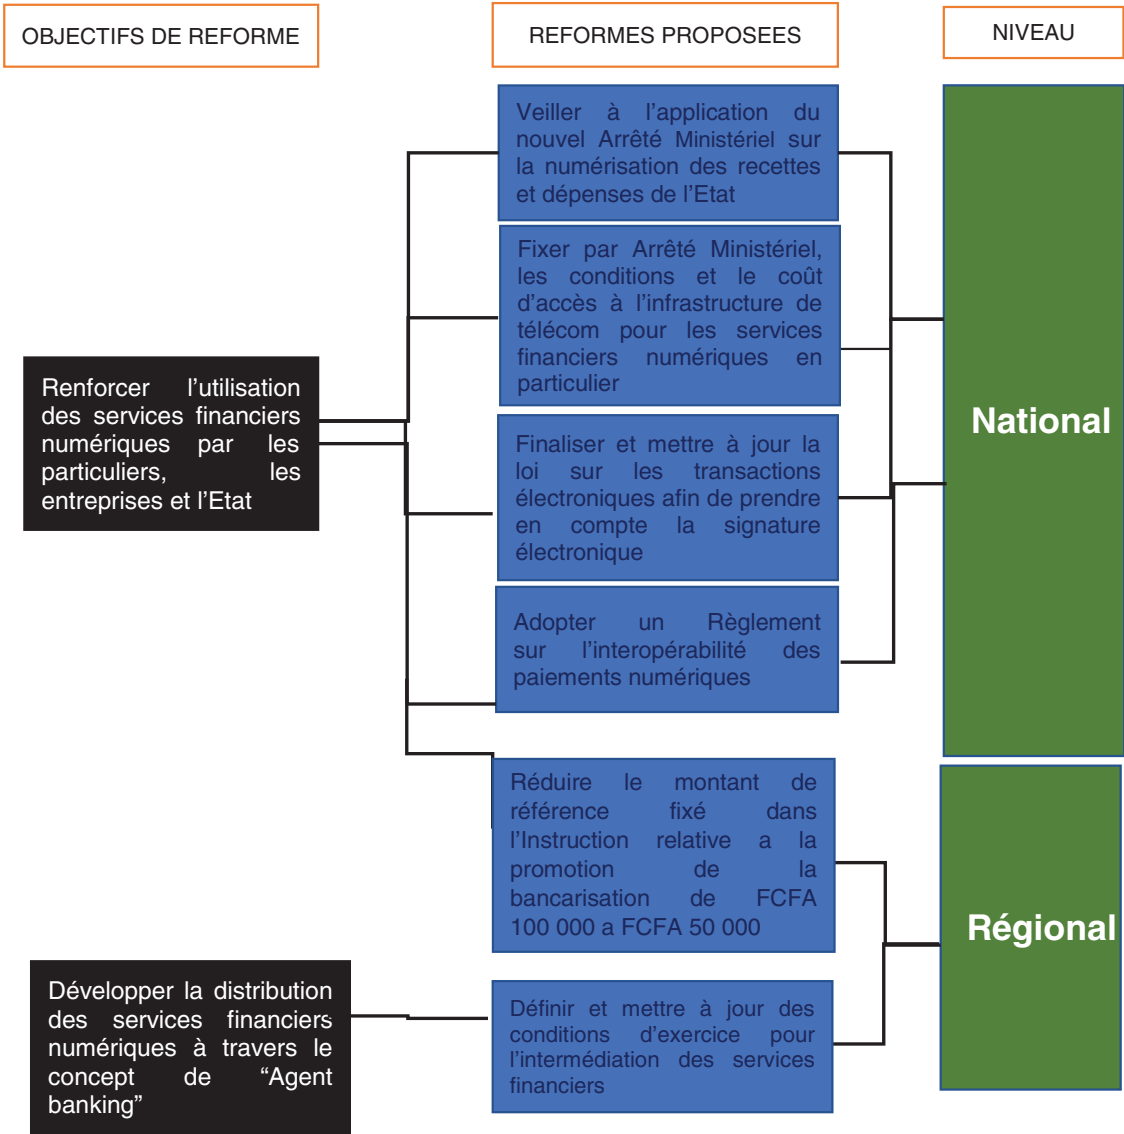 OBJECTIFS DE REFORME
REFORMES PROPOSEES
NIVEAU
Renforcer l’utilisation
des services financiers
numériques par les
particuliers, les
entreprises et l’Etat
Développer la distribution
des services financiers
numériques à travers le
concept de “Agent
banking”
Veiller à l’application du
nouvel Arrêté Ministériel sur
la numérisation des recettes
et dépenses de l’Etat
Fixer par Arrêté Ministériel,
les conditions et le coût
d’accès à l’infrastructure de
télécom pour les services
financiers numériques en
particulier
Finaliser et mettre à jour la
loi sur les transactions
électroniques afin de prendre
en compte la signature
électronique
Adopter un Règlement
sur l’interopérabilité des
paiements numériques
Réduire le montant de
référence fixé dans
l’Instruction relative a la
promotion de la
bancarisation de FCFA
100 000 a FCFA 50 000
Définir et mettre à jour des
conditions d’exercice pour
l’intermédiation des services
financiers
National
Régional